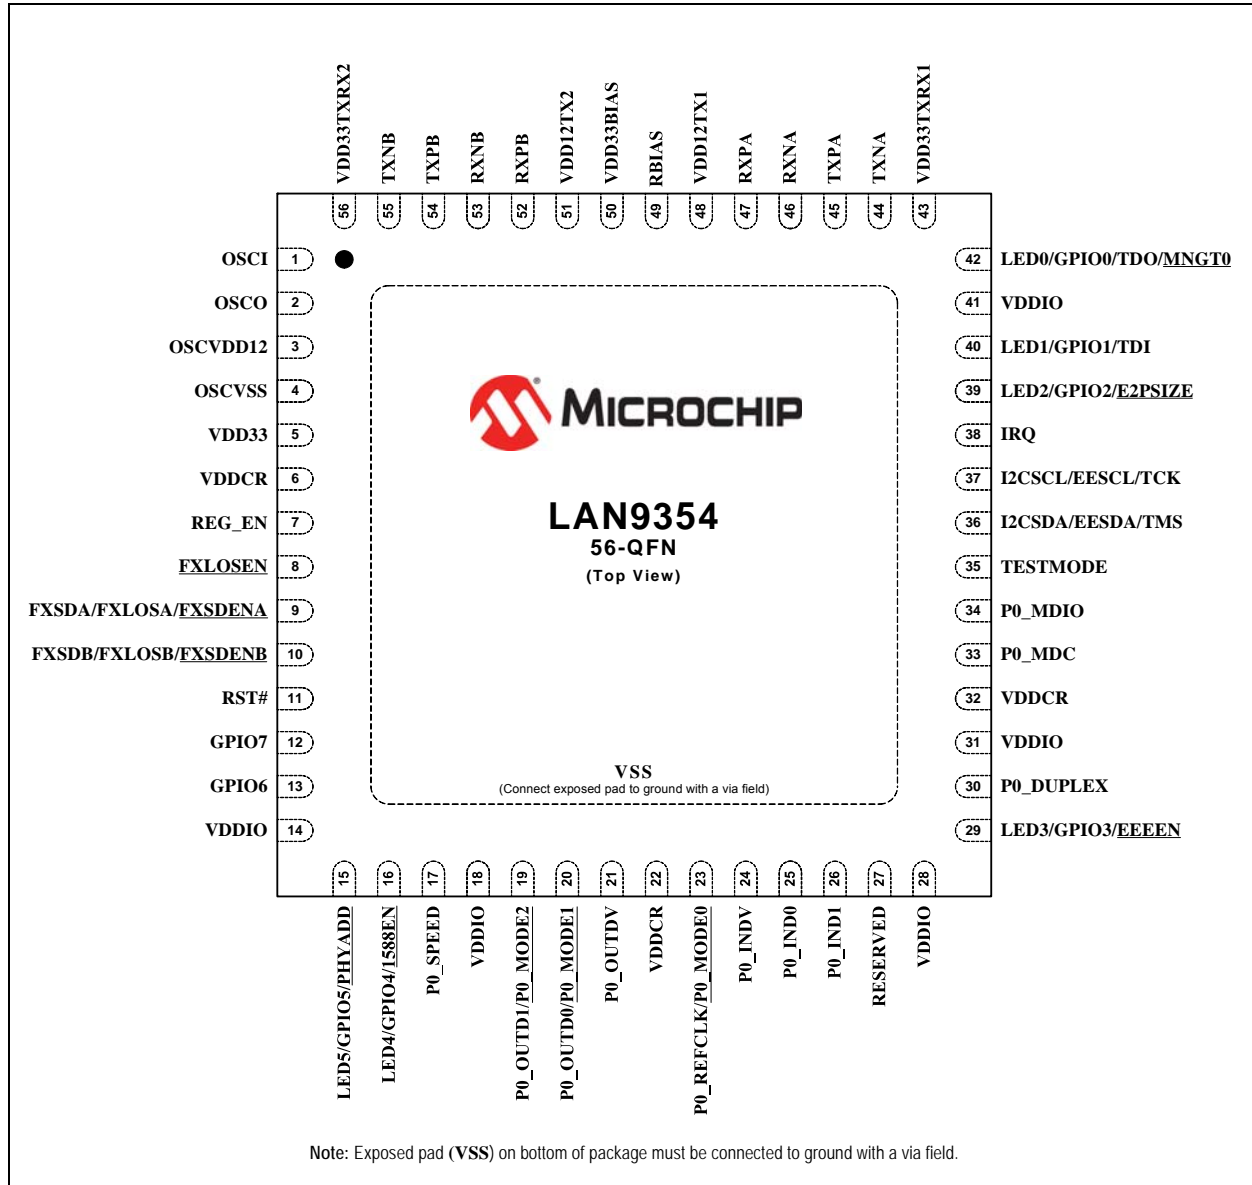 VDD33TXRX2
TXNB
TXPB
RXNB
RXPB
VDD12TX2
VDD33BIAS
RBIAS
VDD12TX1
RXPA
RXNA
TXPA
TXNA
VDD33TXRX1
56
55
54
53
52
51
50
49
48
47
46
45
44
43
OSCI 1
OSCO 2
OSCVDD12 3
OSCVSS 4
VDD33 5
VDDCR 6
REG_EN 7
FXLOSEN 8
FXSDA/FXLOSA/FXSDENA 9
FXSDB/FXLOSB/FXSDENB 10
RST# 11
GPIO7 12
GPIO6 13
VDDIO 14
MICROCHIP
®
LAN9354
56-QFN
(Top View)
VSS
(Connect exposed pad to ground with a via field)
42 LED0/GPIO0/TDO/MNGT0
41 VDDIO
40 LED1/GPIO1/TDI
39 LED2/GPIO2/E2PSIZE
38 IRQ
37 I2CSCL/EESCL/TCK
36 I2CSDA/EESDA/TMS
35 TESTMODE
34 P0_MDIO
33 P0_MDC
32 VDDCR
31 VDDIO
30 P0_DUPLEX
29 LED3/GPIO3/EEEEN
15
16
17
18
19
20
21
22
23
24
25
26
27
28
LED5/GPIO5/PHYADD
LED4/GPIO4/1588EN
P0_SPEED
VDDIO
P0_OUTD1/P0_MODE2
P0_OUTD0/P0_MODE1
P0_OUTDV
VDDCR
P0_REFCLK/P0_MODE0
P0_INDV
P0_IND0
P0_IND1
RESERVED
VDDIO
Note: Exposed pad (VSS) on bottom of package must be connected to ground with a via field.